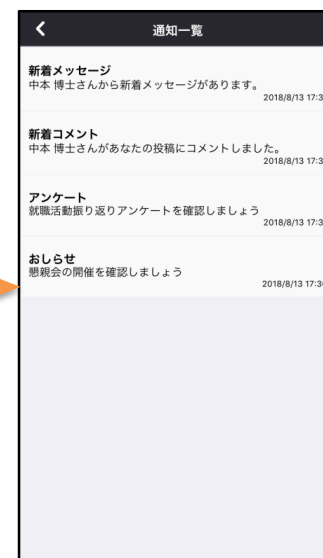 通知一覧
新着メッセージ
中本 博士さんから新着メッセージがあります。
2018/8/13 17:3
新着コメント
中本 博士さんがあなたの投稿にコメントしました。
2018/8/13 17:3
アンケート
就職活動振り返りアンケートを確認しましょう
2018/8/13 17:3
おしらせ
懇親会の開催を確認しましょう
2018/8/13 17:3